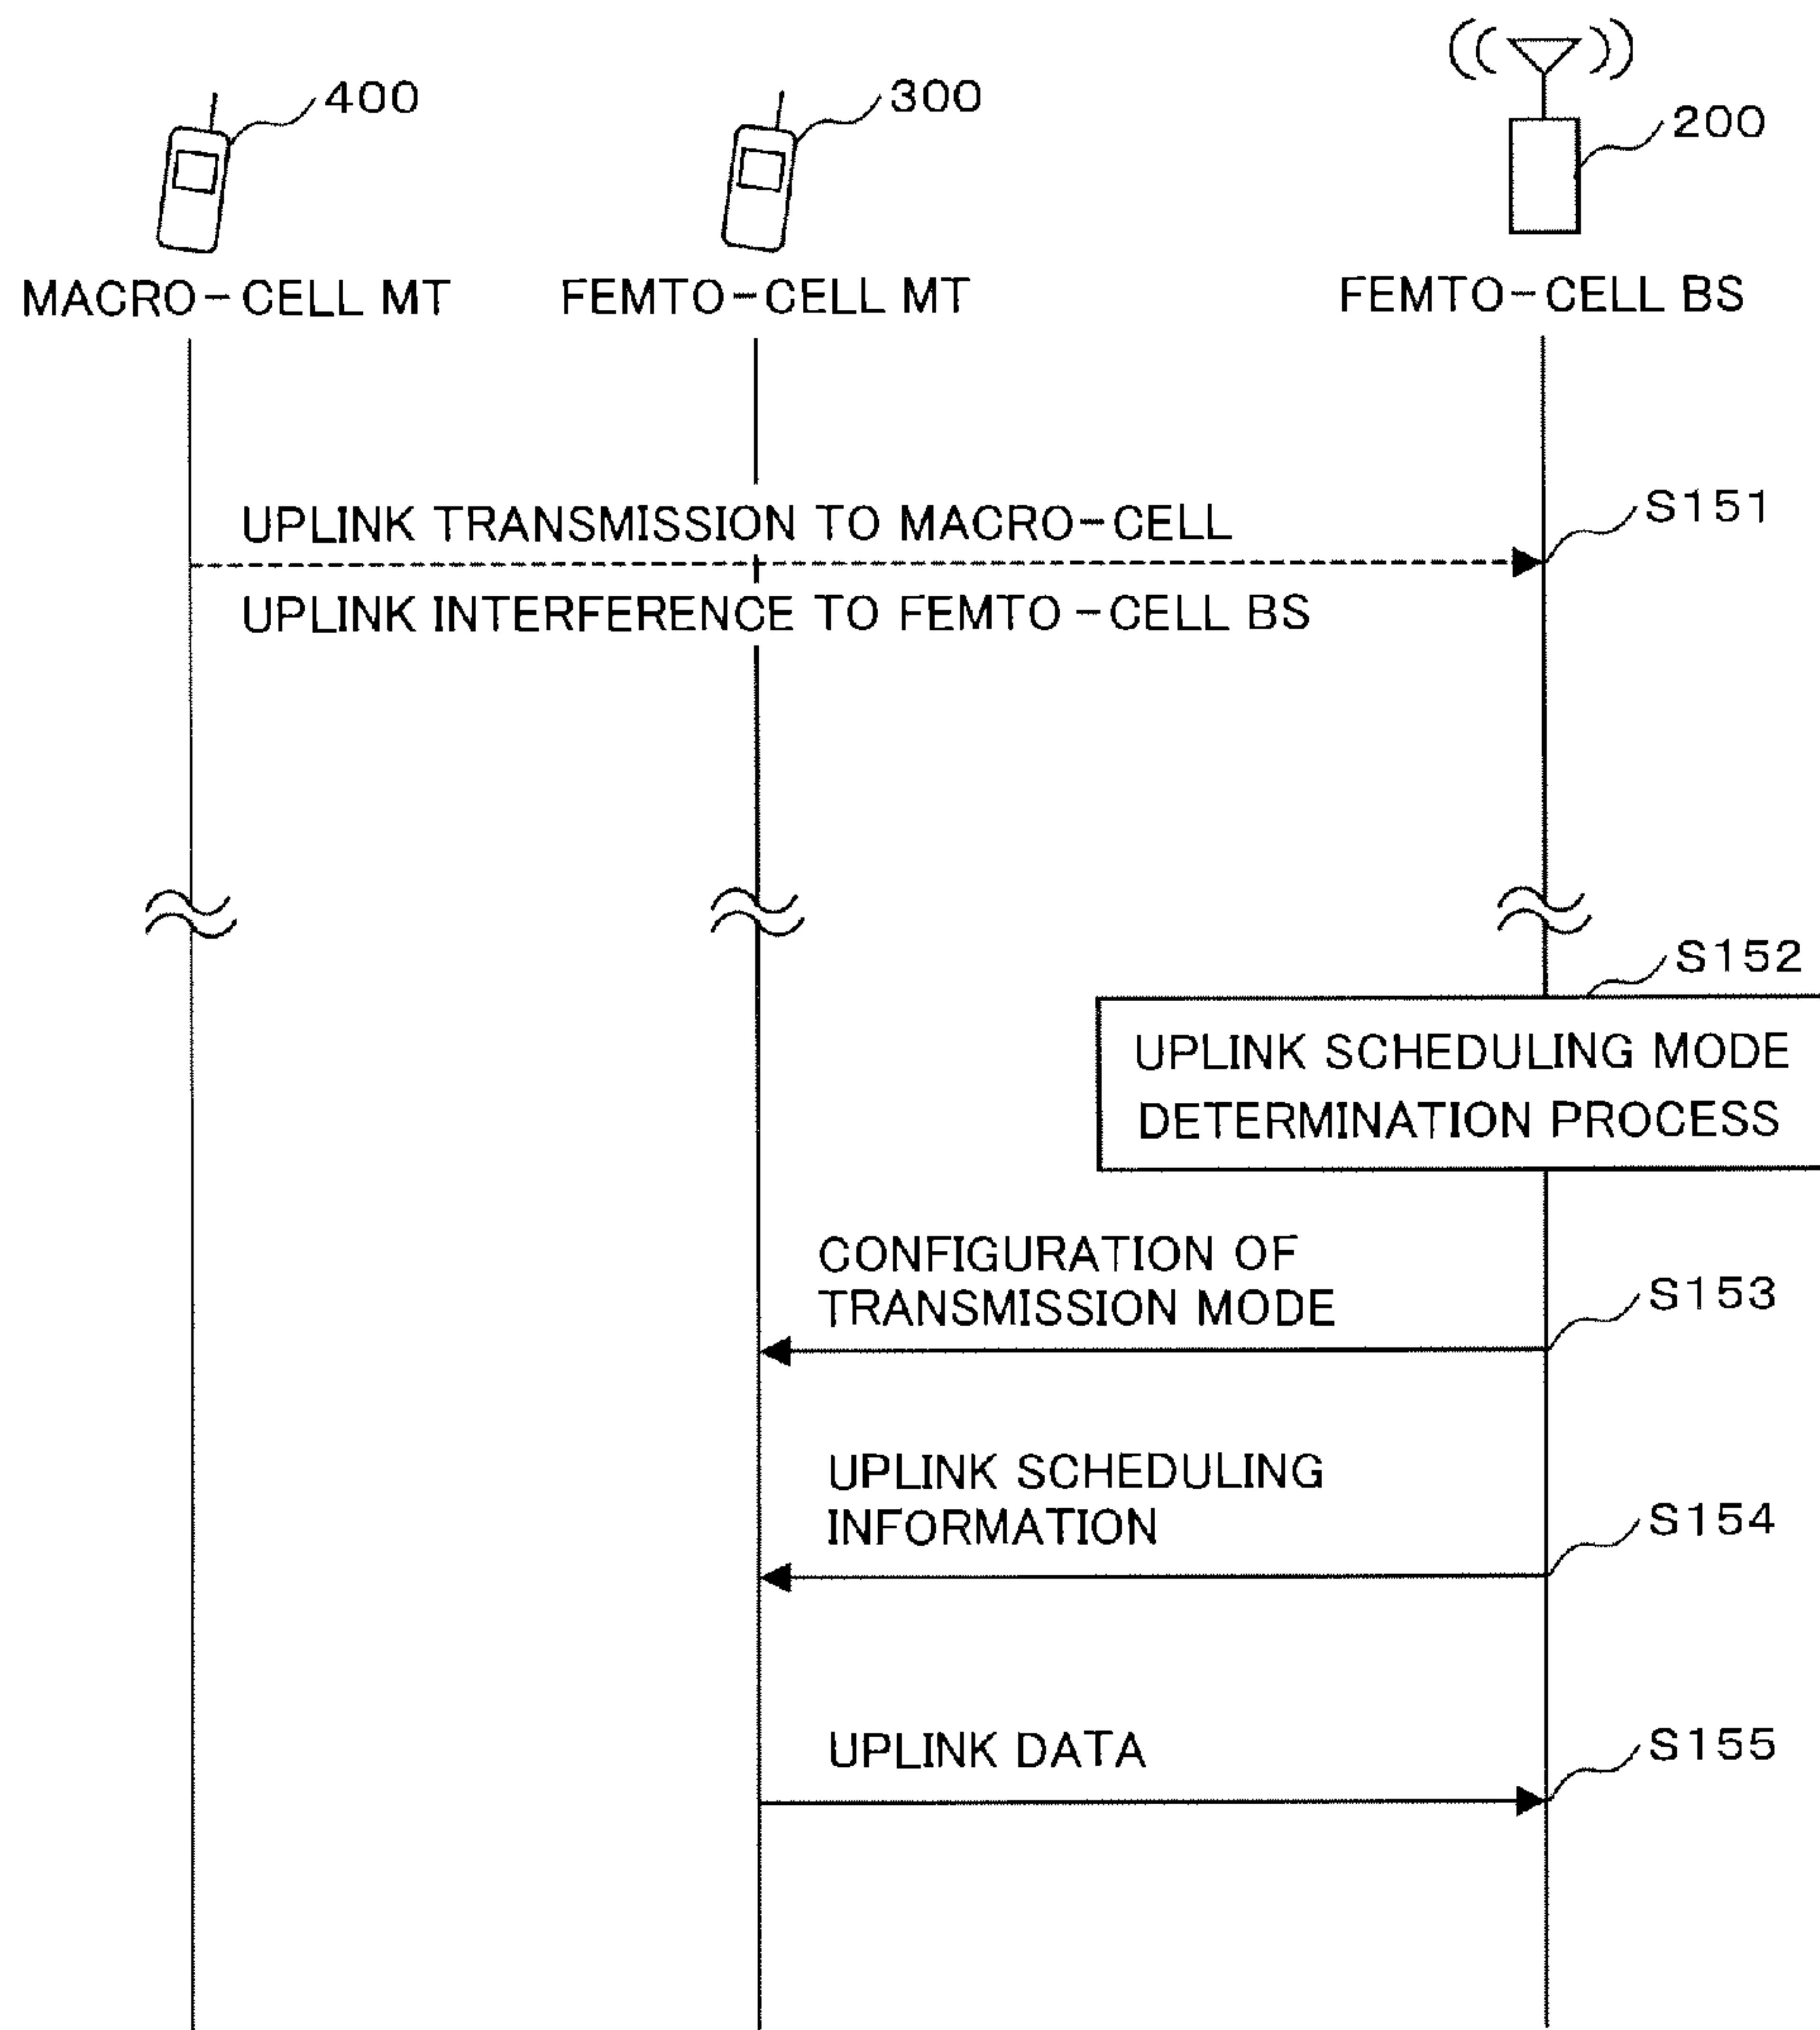 400
300
200
MACRO-CELL MT
FEMTO-CELL MT
FEMTO-CELL BS
UPLINK TRANSMISSION TO MACRO-CELL
S151
UPLINK INTERFERENCE TO FEMTO-CELL BS
S152
UPLINK SCHEDULING MODE
DETERMINATION PROCESS
CONFIGURATION OF
TRANSMISSION MODE
S153
UPLINK SCHEDULING
INFORMATION
S154
UPLINK DATA
S155